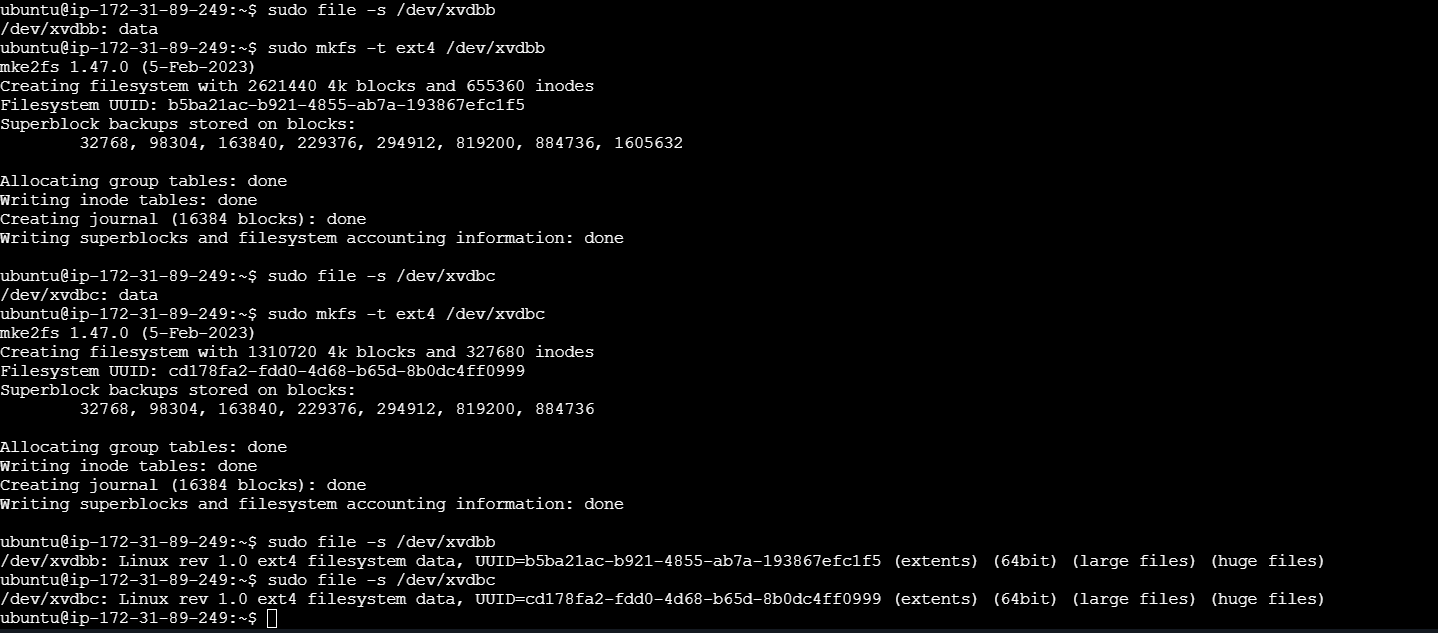 ubuntu@ip-172-31-89-249:~$ sudo file -s /dev/xvdbb
/dev/xvdbb: data
ubuntu@ip-172-31-89-249:~$ sudo mkfs -t ext4 /dev/xvdbb
mke2fs 1.47.0 (5-Feb-2023)
Creating filesystem with 2621440 4k blocks and 655360 inodes
Filesystem UUID: b5ba21ac-b921-4855-ab7a-193867efc1f5
Superblock backups stored on blocks:
        32768, 98304, 163840, 229376, 294912, 819200, 884736, 1605632

Allocating group tables: done
Writing inode tables: done
Creating journal (16384 blocks): done
Writing superblocks and filesystem accounting information: done

ubuntu@ip-172-31-89-249:~$ sudo file -s /dev/xvdbc
/dev/xvdbc: data
ubuntu@ip-172-31-89-249:~$ sudo mkfs -t ext4 /dev/xvdbc
mke2fs 1.47.0 (5-Feb-2023)
Creating filesystem with 1310720 4k blocks and 327680 inodes
Filesystem UUID: cd178fa2-fdd0-4d68-b65d-8b0dc4ff0999
Superblock backups stored on blocks:
        32768, 98304, 163840, 229376, 294912, 819200, 884736

Allocating group tables: done
Writing inode tables: done
Creating journal (16384 blocks): done
Writing superblocks and filesystem accounting information: done

ubuntu@ip-172-31-89-249:~$ sudo file -s /dev/xvdbb
/dev/xvdbb: Linux rev 1.0 ext4 filesystem data, UUID=b5ba21ac-b921-4855-ab7a-193867efc1f5 (extents) (64bit) (large files) (huge files)
ubuntu@ip-172-31-89-249:~$ sudo file -s /dev/xvdbc
/dev/xvdbc: Linux rev 1.0 ext4 filesystem data, UUID=cd178fa2-fdd0-4d68-b65d-8b0dc4ff0999 (extents) (64bit) (large files) (huge files)
ubuntu@ip-172-31-89-249:~$